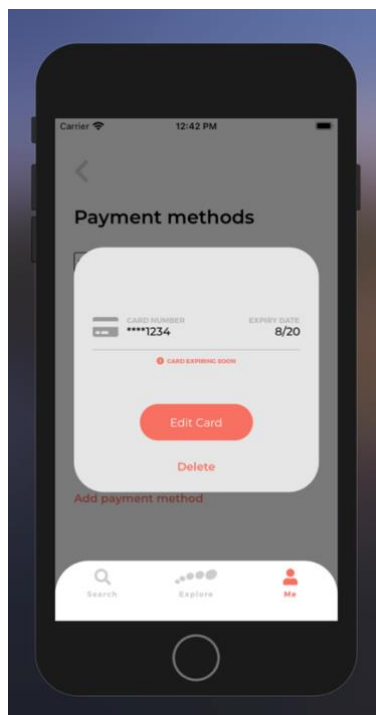 Carrier 12:42 PM
Payment methods
CARD NUMBER EXPIRY DATE
****1234 8/20
CARD EXPIRING SOON
Edit Card
Delete
Add payment method
Search Explore Me